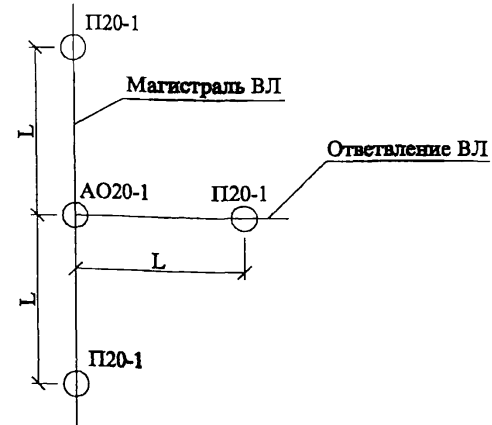 П20-1
Магистраль ВЛ
L
Ответвление ВЛ
АО20-1
П20-1
L
L
П20-1